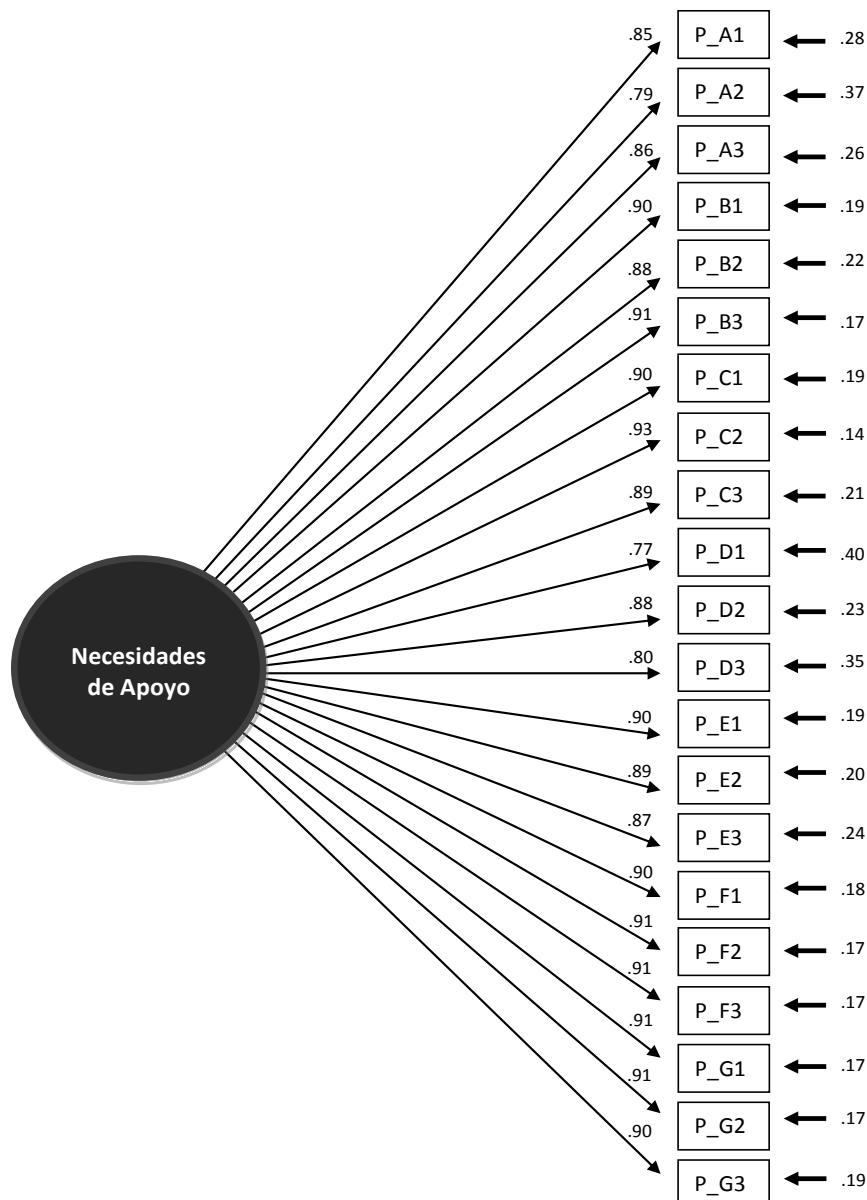 .85 P_A1 .28
.79 P_A2 .37
.86 P_A3 .26
.90 P_B1 .19
.88 P_B2 .22
.91 P_B3 .17
.90 P_C1 .19
.93 P_C2 .14
.89 P_C3 .21
.77 P_D1 .40
.88 P_D2 .23
Necesidades
de Apoyo
.80 P_D3 .35
.90 P_E1 .19
.89 P_E2 .20
.87 P_E3 .24
.90 P_F1 .18
.91 P_F2 .17
.91 P_F3 .17
.91 P_G1 .17
.91 P_G2 .17
.90 P_G3 .19